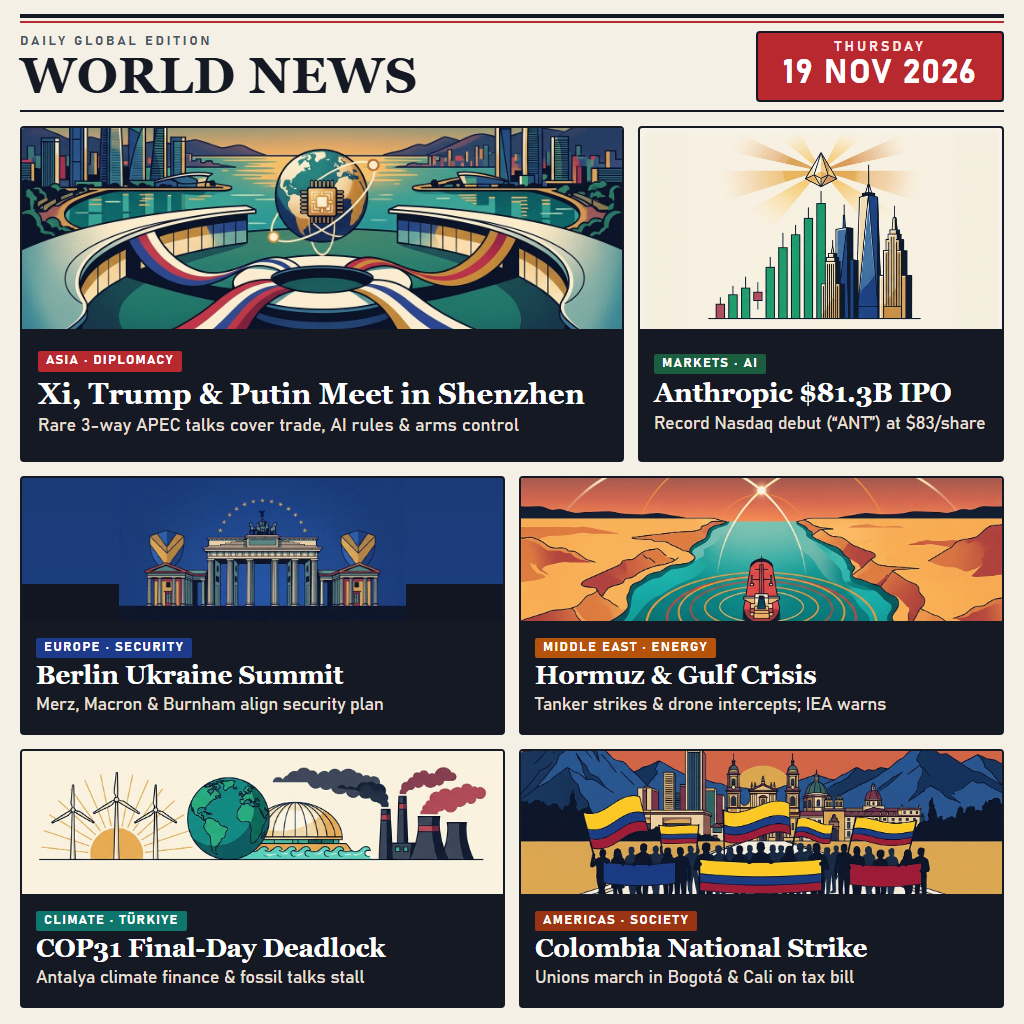 DAILY GLOBAL EDITION
WORLD NEWS
THURSDAY
19 NOV 2026
ASIA · DIPLOMACY
Xi, Trump & Putin Meet in Shenzhen
Rare 3-way APEC talks cover trade, AI rules & arms control
MARKETS · AI
Anthropic $81.3B IPO
Record Nasdaq debut (“ANT”) at $83/share
EUROPE · SECURITY
Berlin Ukraine Summit
Merz, Macron & Burnham align security plan
MIDDLE EAST · ENERGY
Hormuz & Gulf Crisis
Tanker strikes & drone intercepts; IEA warns
CLIMATE · TÜRKIYE
COP31 Final-Day Deadlock
Antalya climate finance & fossil talks stall
AMERICAS · SOCIETY
Colombia National Strike
Unions march in Bogotá & Cali on tax bill